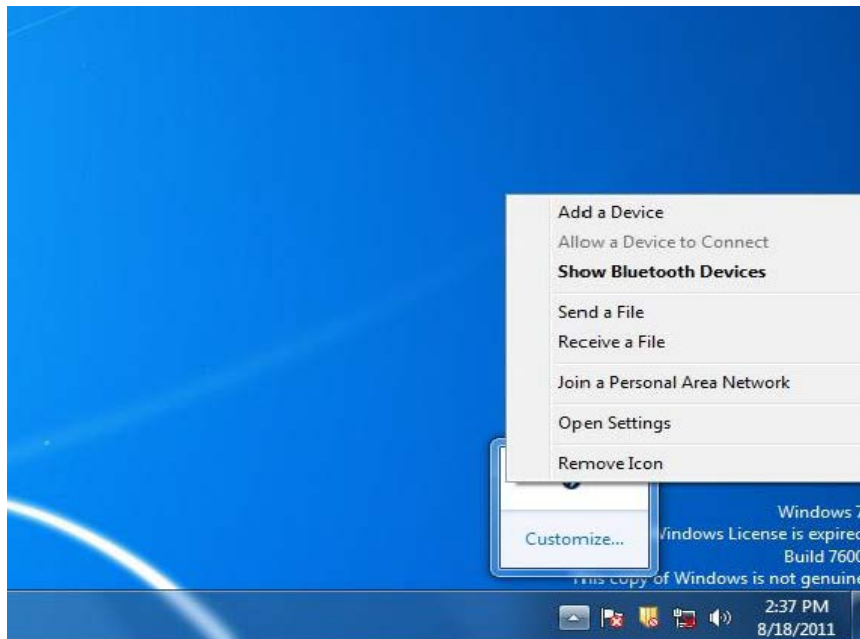 Add a Device
Allow a Device to Connect
Show Bluetooth Devices
Send a File
Receive a File
Join a Personal Area Network
Open Settings
Remove Icon
Customize...
Windows 7
Windows License is expired
Build 7600
This copy of Windows is not genuine
2:37 PM
8/18/2011